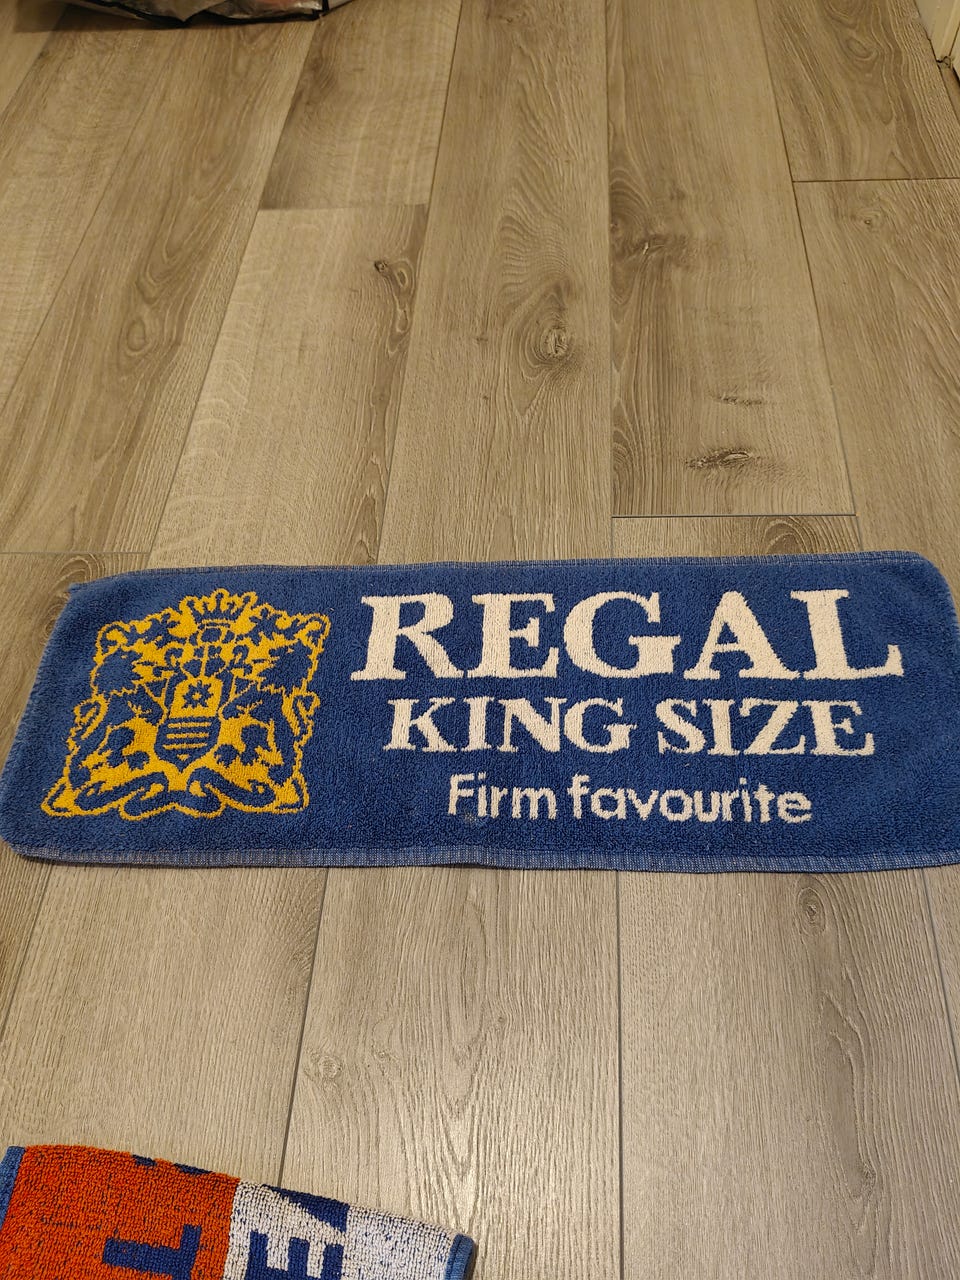 REGAL
KING SIZE
Firm favourite